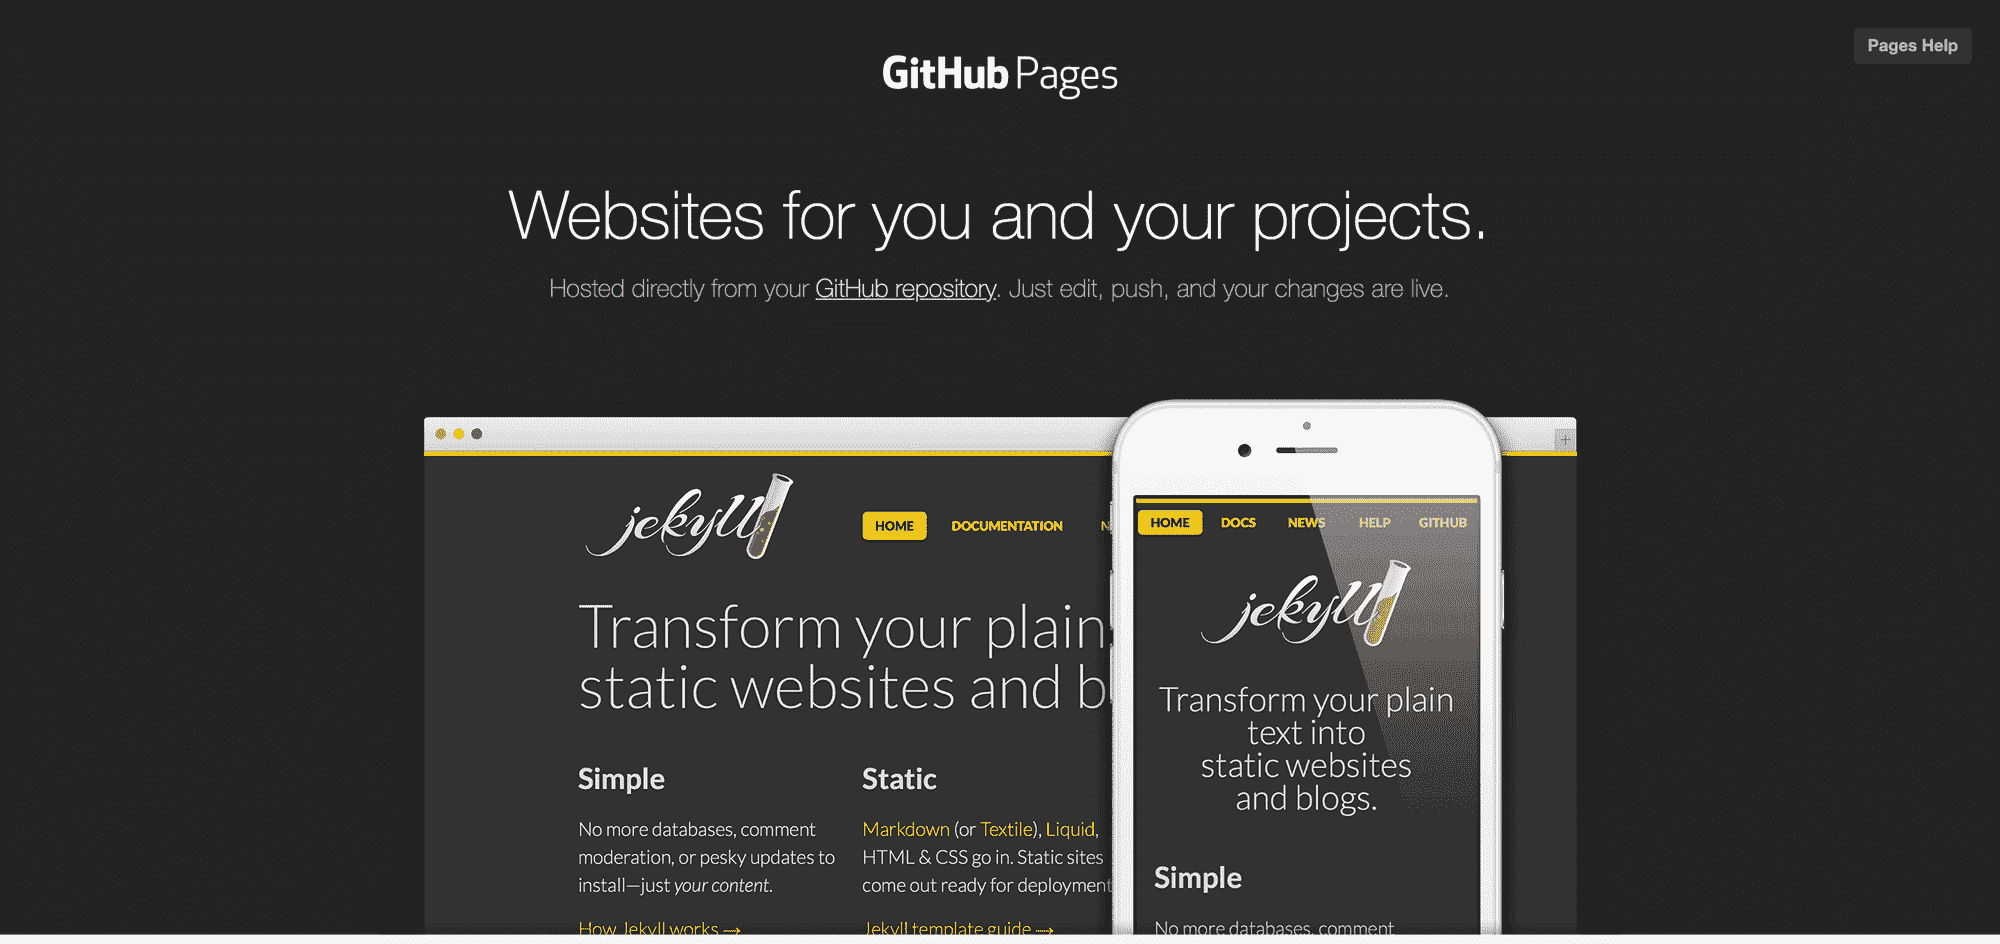 Pages Help
GitHub Pages
Websites for you and your projects.
Hosted directly from your GitHub repository. Just edit, push, and your changes are live.
jekyll
HOME DOCUMENTATION N
Transform your plain
static websites and b
Simple
No more databases, comment
moderation, or pesky updates to
install—just your content.
How Jekyll works →
Static
Markdown (or Textile), Liquid,
HTML & CSS go in. Static sites
come out ready for deployment
Jekyll template guide →
HOME DOCS NEWS HELP GITHUB
jekyll
Transform your plain
text into
static websites
and blogs.
Simple
No more databases, comment